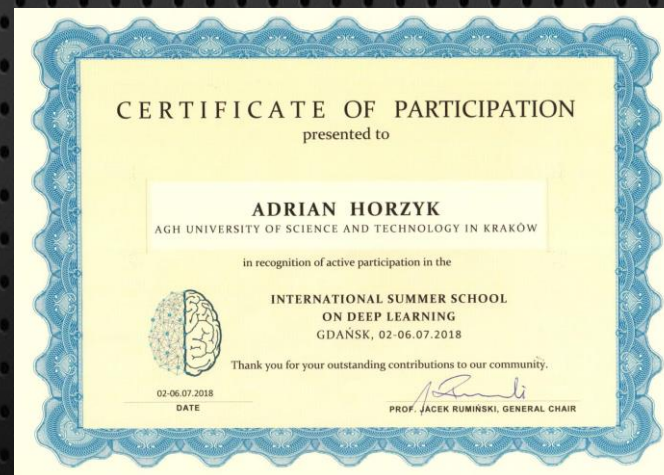 CERTIFICATE OF PARTICIPATION
presented to
ADRIAN HORZYK
AGH UNIVERSITY OF SCIENCE AND TECHNOLOGY IN KRAKÓW
in recognition of active participation in the
INTERNATIONAL SUMMER SCHOOL
ON DEEP LEARNING
GDAŃSK, 02-06.07.2018
Thank you for your outstanding contributions to our community.
02-06.07.2018
DATE
PROF. JACEK RUMIŃSKI, GENERAL CHAIR